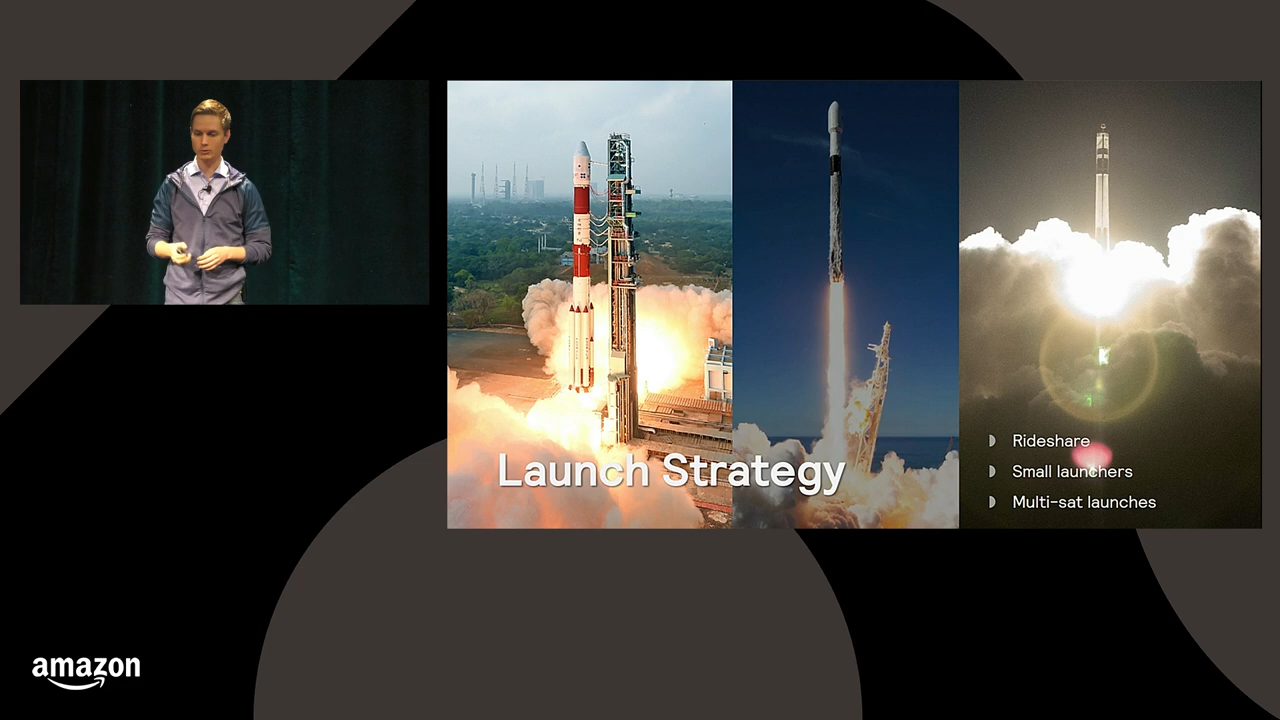 Launch Strategy
Rideshare
Small launchers
Multi-sat launches
amazon